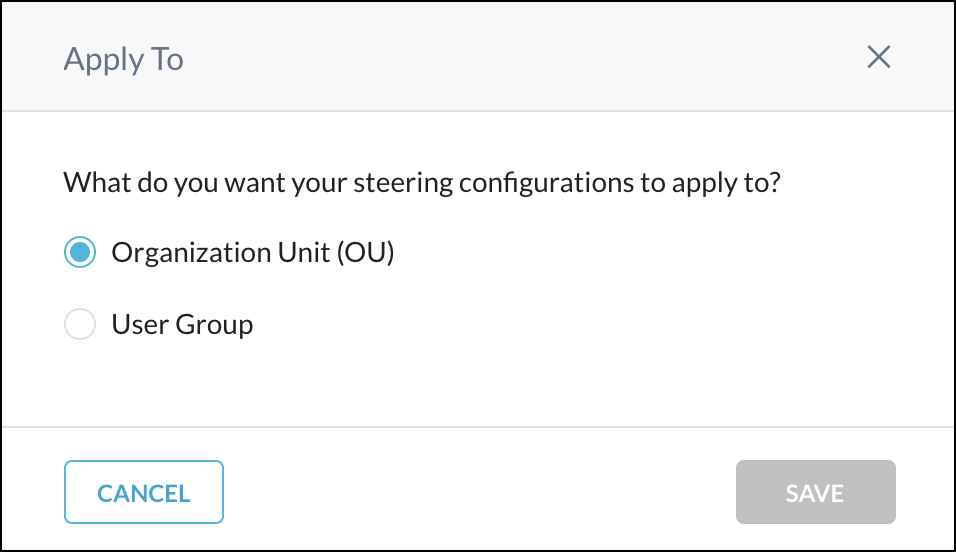 Apply To
What do you want your steering configurations to apply to?
Organization Unit (OU)
User Group
CANCEL
SAVE